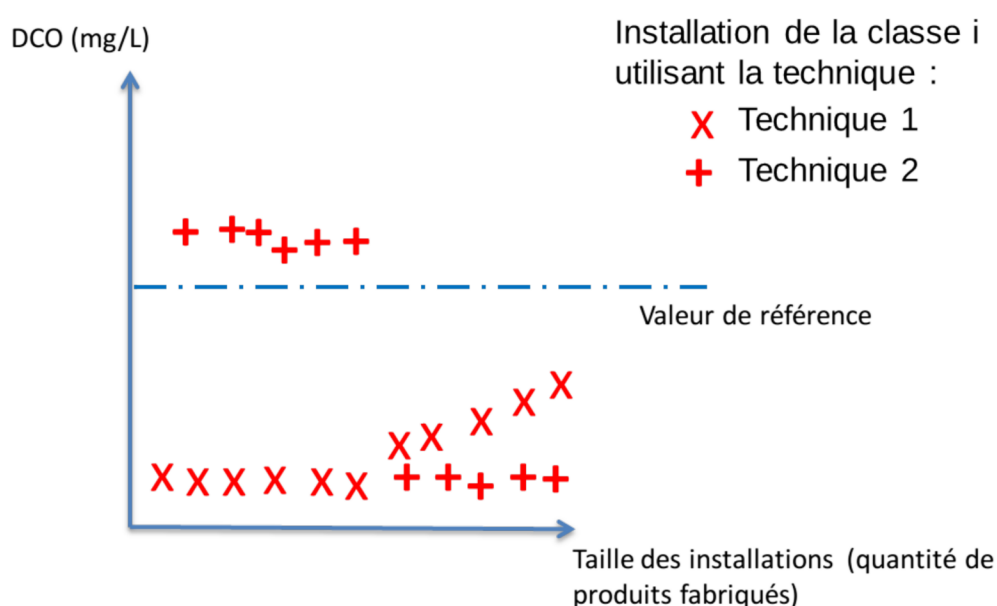 DCO (mg/L)
Installation de la classe i
utilisant la technique :
X Technique 1
+ Technique 2
Valeur de référence
Taille des installations (quantité de
produits fabriqués)